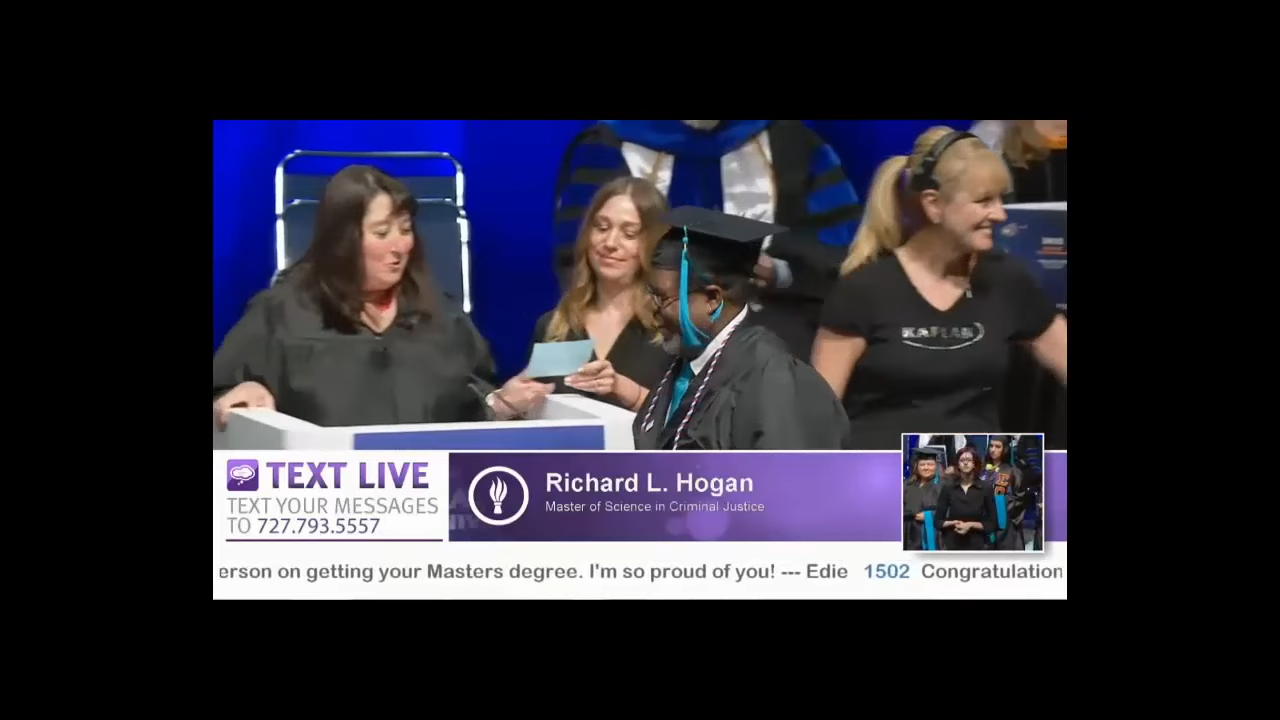 KAPLAN
TEXT LIVE
TEXT YOUR MESSAGES
TO 727.793.5557
Richard L. Hogan
Master of Science in Criminal Justice
erson on getting your Masters degree. I'm so proud of you! --- Edie 1502 Congratulation